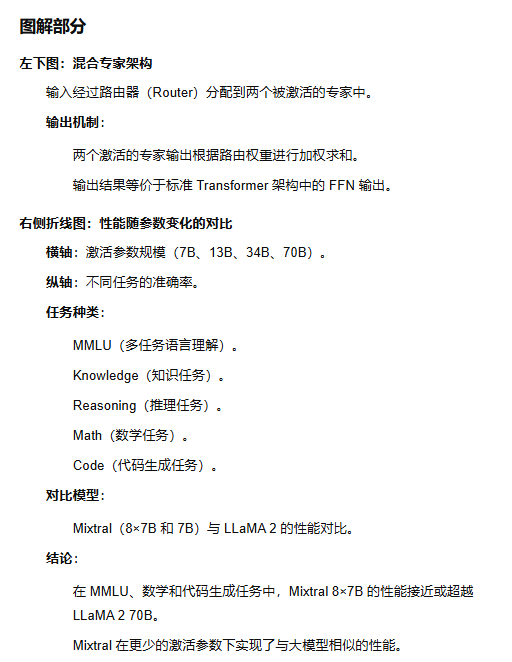 图解部分
左下图：混合专家架构
输入经过路由器（Router）分配到两个被激活的专家中。
输出机制：
两个激活的专家输出根据路由权重进行加权求和。
输出结果等价于标准 Transformer 架构中的 FFN 输出。
右侧折线图：性能随参数变化的对比
横轴：激活参数规模（7B、13B、34B、70B）。
纵轴：不同任务的准确率。
任务种类：
MMLU（多任务语言理解）。
Knowledge（知识任务）。
Reasoning（推理任务）。
Math（数学任务）。
Code（代码生成任务）。
对比模型：
Mixtral（8×7B 和 7B）与 LLaMA 2 的性能对比。
结论：
在 MMLU、数学和代码生成任务中，Mixtral 8×7B 的性能接近或超越
LLaMA 2 70B。
Mixtral 在更少的激活参数下实现了与大模型相似的性能。